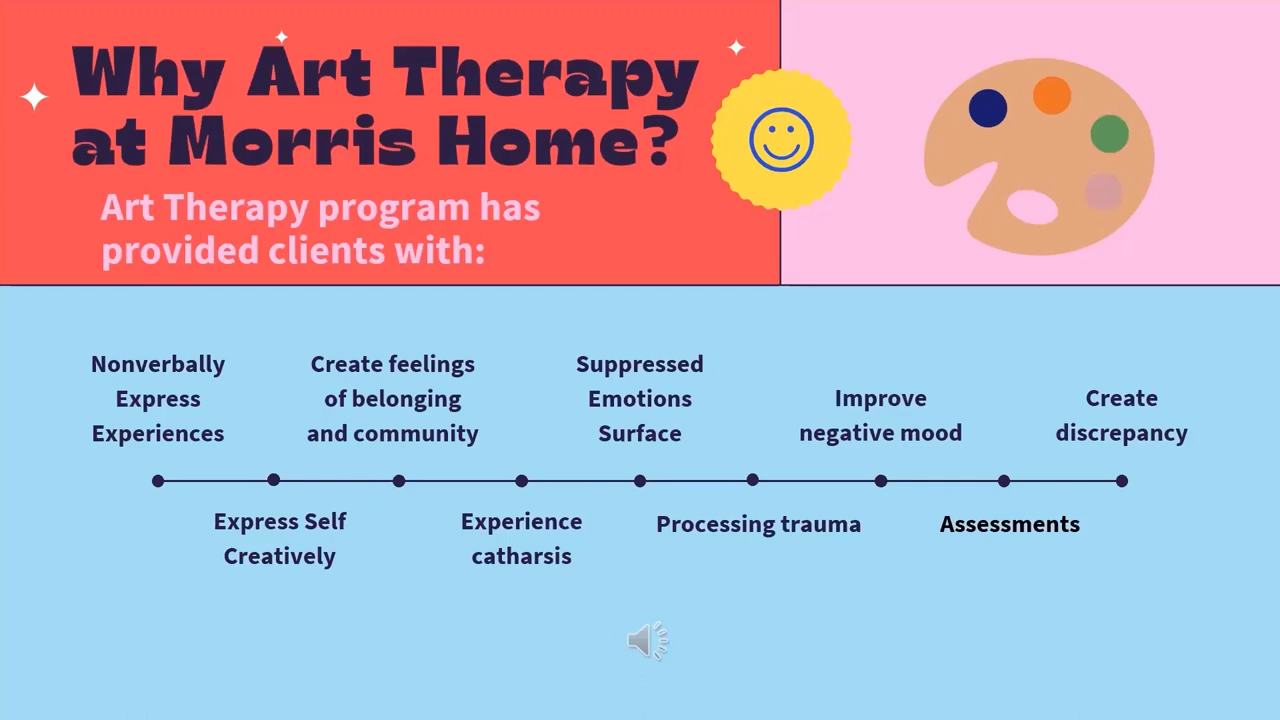 Why Art Therapy
at Morris Home?
Art Therapy program has
provided clients with:
Nonverbally
Express
Experiences
Express Self
Creatively
Create feelings
of belonging
and community
Experience
catharsis
Suppressed
Emotions
Surface
Processing trauma
Improve
negative mood
Assessments
Create
discrepancy